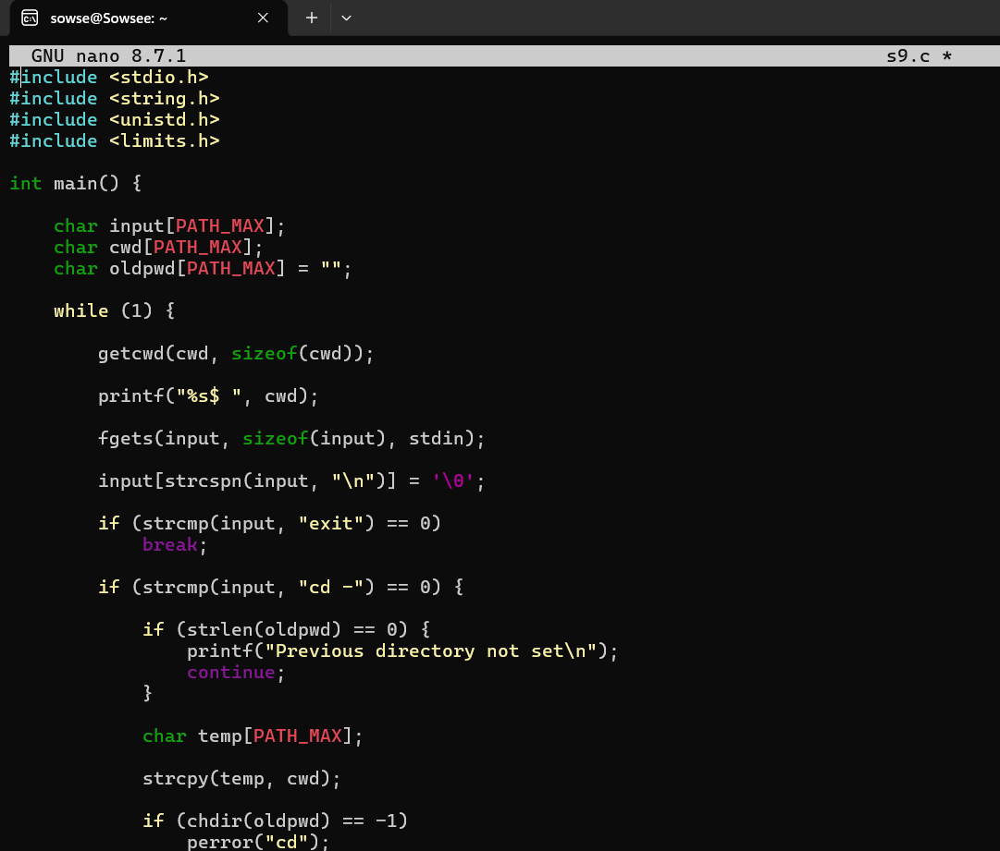 sowse@Sowsee: ~
GNU nano 8.7.1 s9.c *
#include <stdio.h>
#include <string.h>
#include <unistd.h>
#include <limits.h>

int main() {

    char input[PATH_MAX];
    char cwd[PATH_MAX];
    char oldpwd[PATH_MAX] = "";

    while (1) {

        getcwd(cwd, sizeof(cwd));

        printf("%s$ ", cwd);

        fgets(input, sizeof(input), stdin);

        input[strcspn(input, "\n")] = '\0';

        if (strcmp(input, "exit") == 0)
            break;

        if (strcmp(input, "cd -") == 0) {

            if (strlen(oldpwd) == 0) {
                printf("Previous directory not set\n");
                continue;
            }

            char temp[PATH_MAX];

            strcpy(temp, cwd);

            if (chdir(oldpwd) == -1)
                perror("cd");